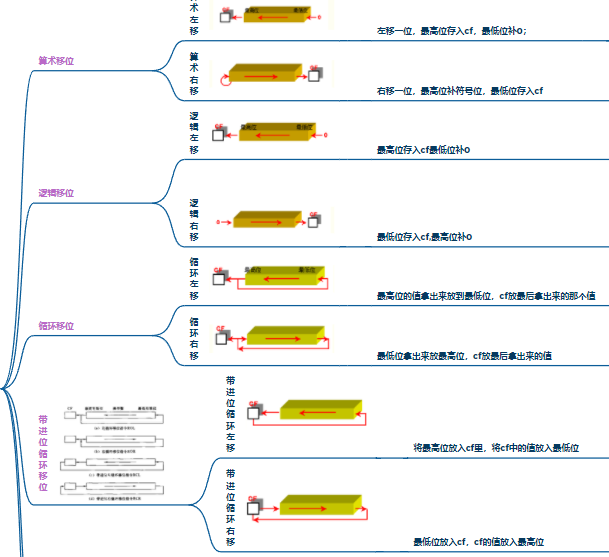 术左移
最高位
最低位
0
左移一位，最高位存入cf，最低位补0；
算术移位
算术右移
CF
右移一位，最高位补符号位，最低位存入cf
逻辑左移
CF
最高位
最低位
0
最高位存入cf最低位补0
逻辑移位
逻辑右移
0
CF
最低位存入cf,最高位补0
循环左移
CF
最高位
最低位
最高位的值拿出来放到最低位，cf放最后拿出来的那个值
循环移位
循环右移
CF
最低位拿出来放最高位，cf放最后拿出来的值
带进位循环移位
CF
带进位循环左移
CF
将最高位放入cf里，将cf中的值放入最低位
带进位循环右移
CF
最低位放入cf，cf的值放入最高位